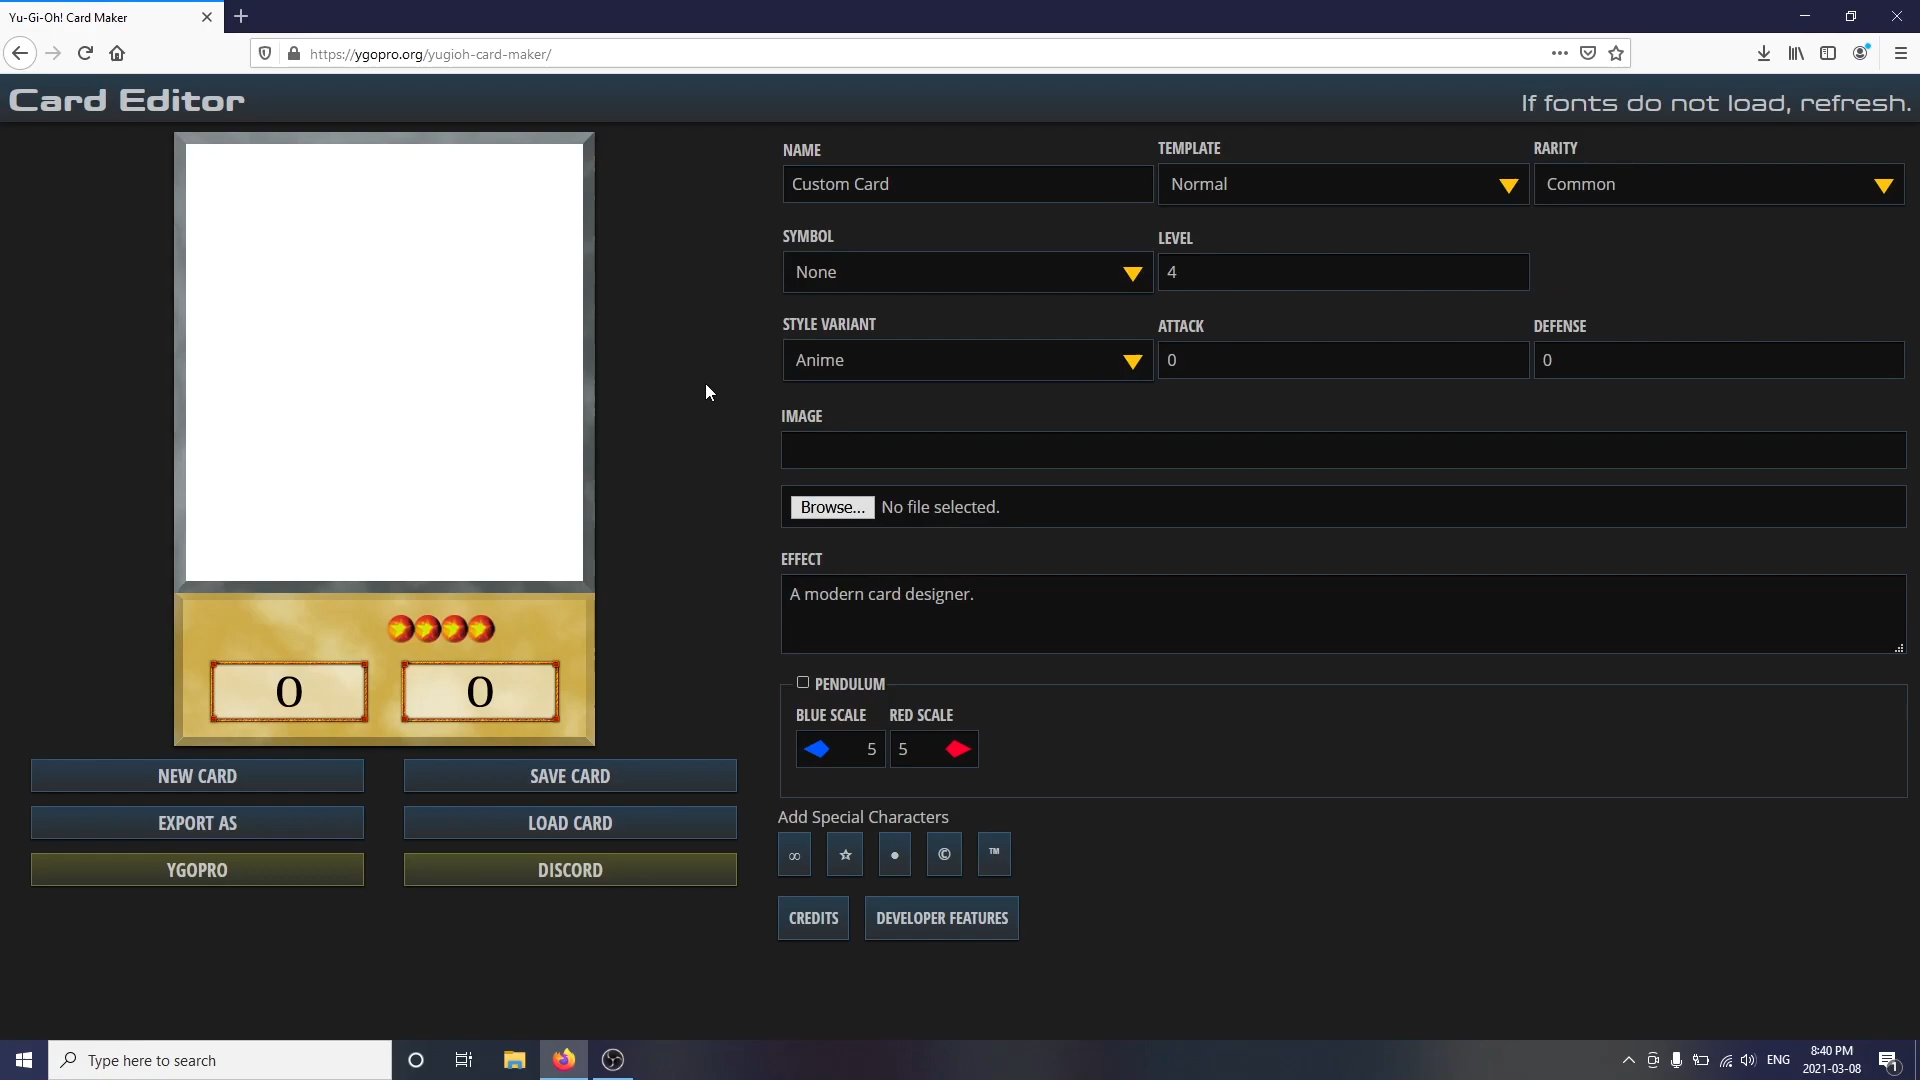 Yu-Gi-Oh! Card Maker
https://ygopro.org/yugioh-card-maker/
Card Editor
If fonts do not load, refresh.
NAME
TEMPLATE
RARITY
Custom Card
Normal
Common
SYMBOL
LEVEL
None
4
STYLE VARIANT
ATTACK
DEFENSE
Anime
0
0
IMAGE
Browse... No file selected.
EFFECT
A modern card designer.
0 0
PENDULUM
BLUE SCALE RED SCALE
5 5
NEW CARD
SAVE CARD
EXPORT AS
LOAD CARD
YGOPRO
DISCORD
Add Special Characters
∞ ☆ ● © ™
CREDITS
DEVELOPER FEATURES
Type here to search
ENG
8:40 PM
2021-03-08
1